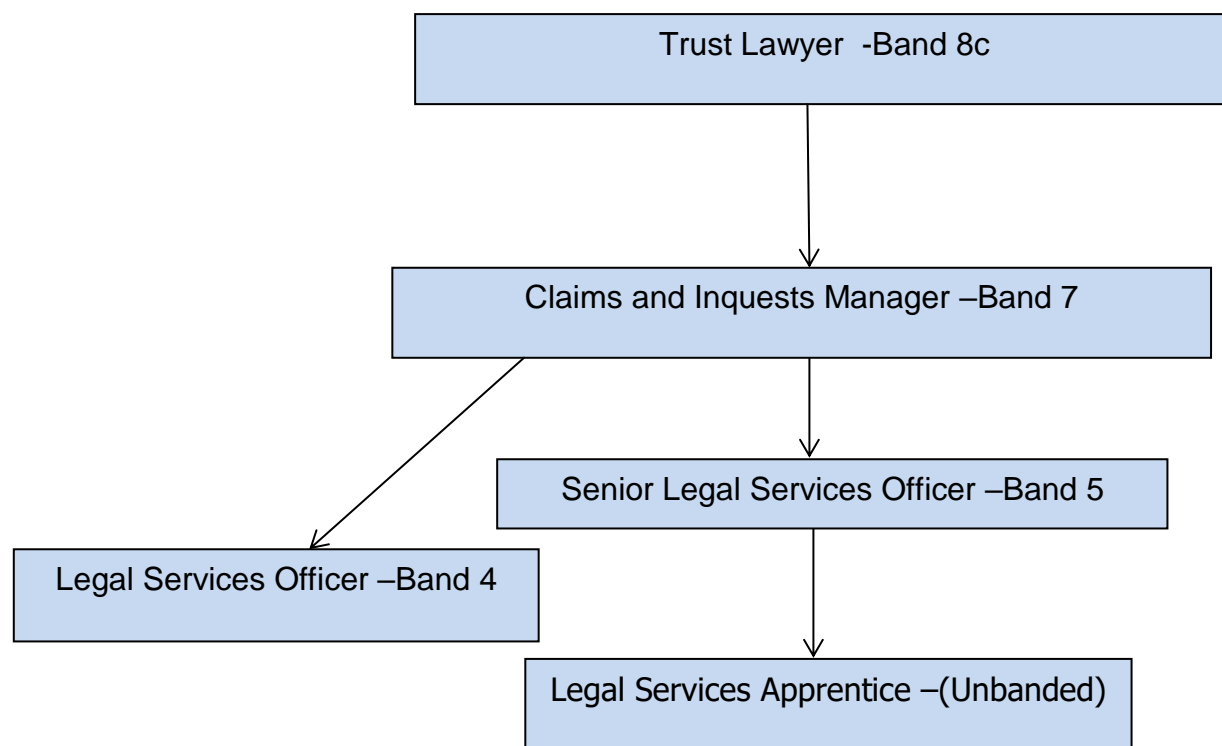 Trust Lawyer  -Band 8c
Claims and Inquests Manager –Band 7
Senior Legal Services Officer –Band 5
Legal Services Officer –Band 4
Legal Services Apprentice –(Unbanded)